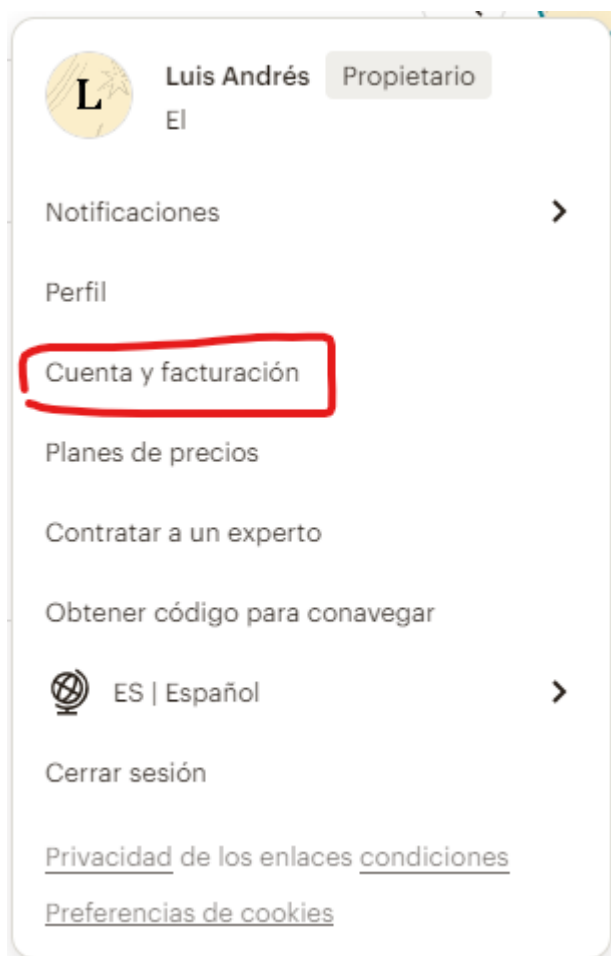 L
Luis Andrés Propietario
El
Notificaciones
Perfil
Cuenta y facturación
Planes de precios
Contratar a un experto
Obtener código para conavegar
ES | Español
Cerrar sesión
Privacidad de los enlaces condiciones
Preferencias de cookies